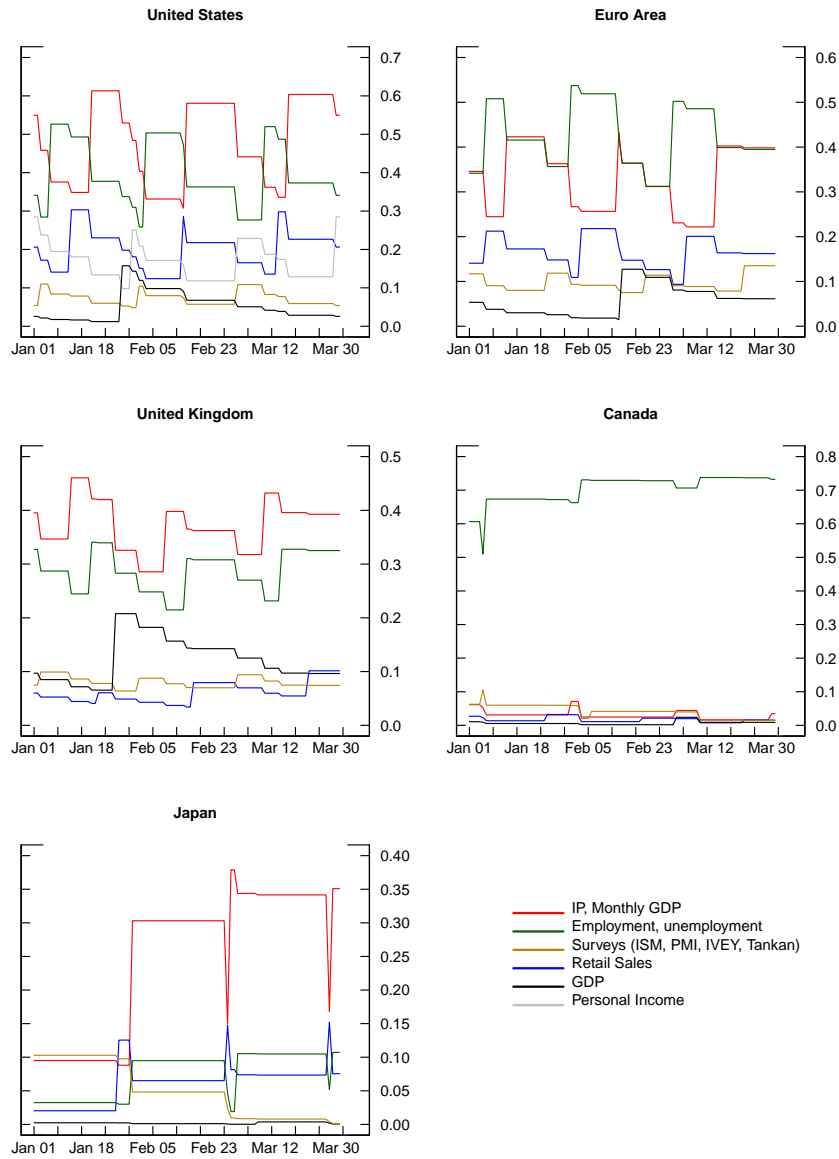 United States
0.7
0.6
0.5
0.4
0.3
0.2
0.1
0.0
Jan 01 Jan 18 Feb 05 Feb 23 Mar 12 Mar 30
Euro Area
0.6
0.5
0.4
0.3
0.2
0.1
0.0
Jan 01 Jan 18 Feb 05 Feb 23 Mar 12 Mar 30
United Kingdom
0.5
0.4
0.3
0.2
0.1
0.0
Jan 01 Jan 18 Feb 05 Feb 23 Mar 12 Mar 30
Canada
0.8
0.7
0.6
0.5
0.4
0.3
0.2
0.1
0.0
Jan 01 Jan 18 Feb 05 Feb 23 Mar 12 Mar 30
Japan
0.40
0.35
0.30
0.25
0.20
0.15
0.10
0.05
0.00
Jan 01 Jan 18 Feb 05 Feb 23 Mar 12 Mar 30
IP, Monthly GDP
Employment, unemployment
Surveys (ISM, PMI, IVEY, Tankan)
Retail Sales
GDP
Personal Income